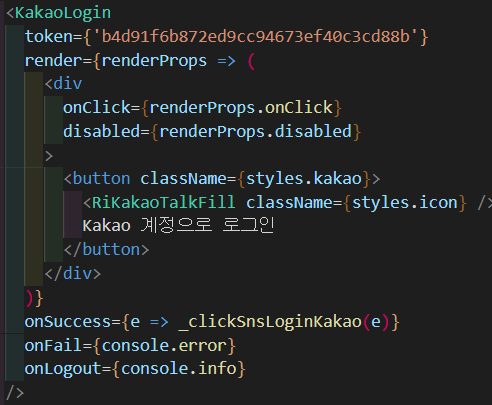 <KakaoLogin
token={'b4d91f6b872ed9cc94673ef40c3cd88b'}
render={renderProps => (
<div
onClick={renderProps.onClick}
disabled={renderProps.disabled}
>
<button className={styles.kakao}>
<RiKakaoTalkFill className={styles.icon} />
Kakao 계정으로 로그인
</button>
</div>
)}
onSuccess={e => _clickSnsLoginKakao(e)}
onFail={console.error}
onLogout={console.info}
/>